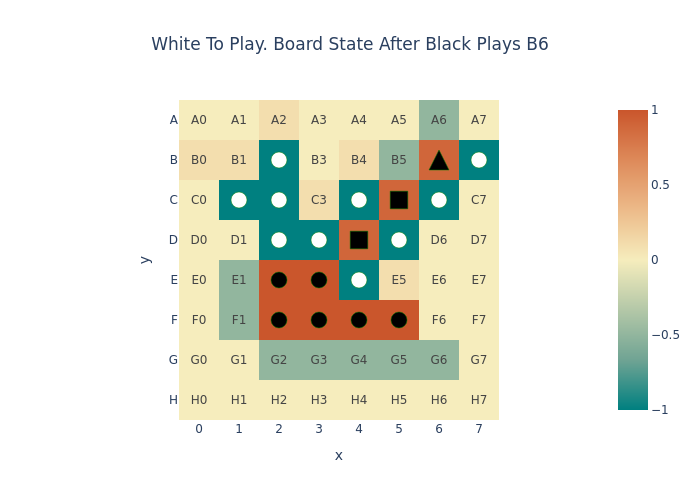 White To Play. Board State After Black Plays B6
A A0 A1 A2 A3 A4 A5 A6 A7
B B0 B1 B3 B4 B5
C C0 C3 C7
D D0 D1 D6 D7
E E0 E1 E5 E6 E7
F F0 F1 F6 F7
G G0 G1 G2 G3 G4 G5 G6 G7
H H0 H1 H2 H3 H4 H5 H6 H7
0 1 2 3 4 5 6 7
x
y
1
0.5
0
−0.5
−1